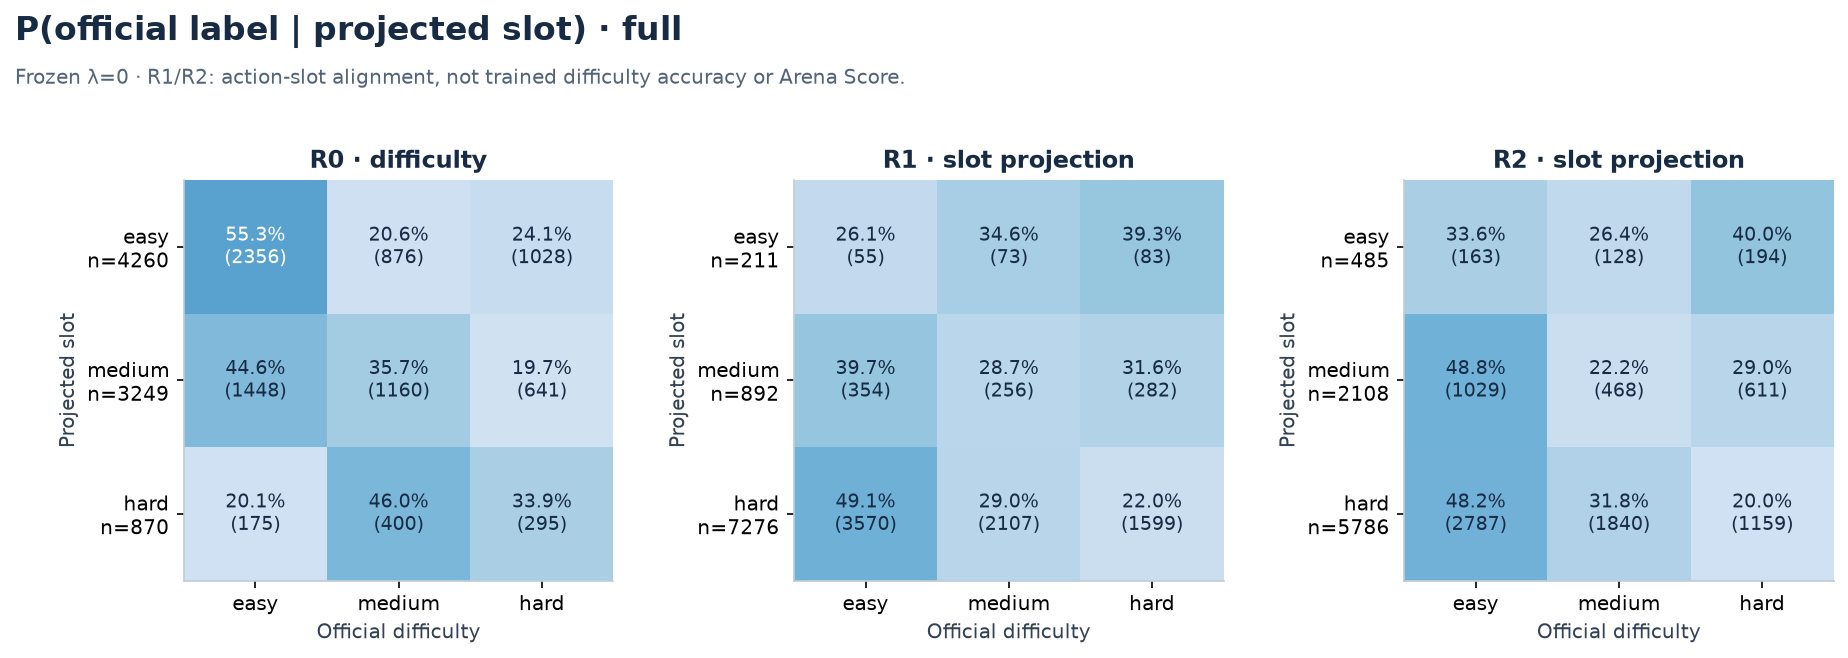 P(official label | projected slot) · full
Frozen λ=0 · R1/R2: action-slot alignment, not trained difficulty accuracy or Arena Score.
R0 · difficulty
Projected slot
easy
n=4260
55.3%
(2356)
20.6%
(876)
24.1%
(1028)
medium
n=3249
44.6%
(1448)
35.7%
(1160)
19.7%
(641)
hard
n=870
20.1%
(175)
46.0%
(400)
33.9%
(295)
easy
medium
hard
Official difficulty
R1 · slot projection
Projected slot
easy
n=211
26.1%
(55)
34.6%
(73)
39.3%
(83)
medium
n=892
39.7%
(354)
28.7%
(256)
31.6%
(282)
hard
n=7276
49.1%
(3570)
29.0%
(2107)
22.0%
(1599)
easy
medium
hard
Official difficulty
R2 · slot projection
Projected slot
easy
n=485
33.6%
(163)
26.4%
(128)
40.0%
(194)
medium
n=2108
48.8%
(1029)
22.2%
(468)
29.0%
(611)
hard
n=5786
48.2%
(2787)
31.8%
(1840)
20.0%
(1159)
easy
medium
hard
Official difficulty